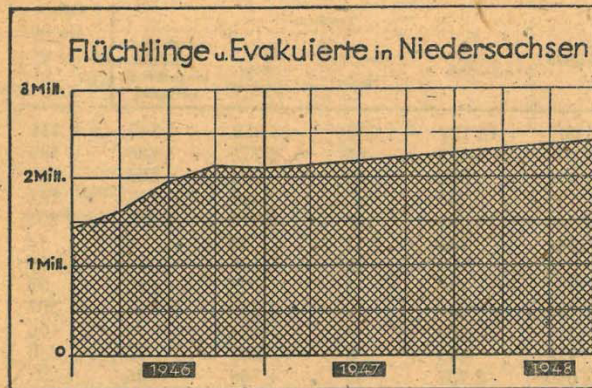 Flüchtlinge u. Evakuierte in Niedersachsen
3 Mill.
2 Mill.
1 Mill.
0
1946 1947 1948